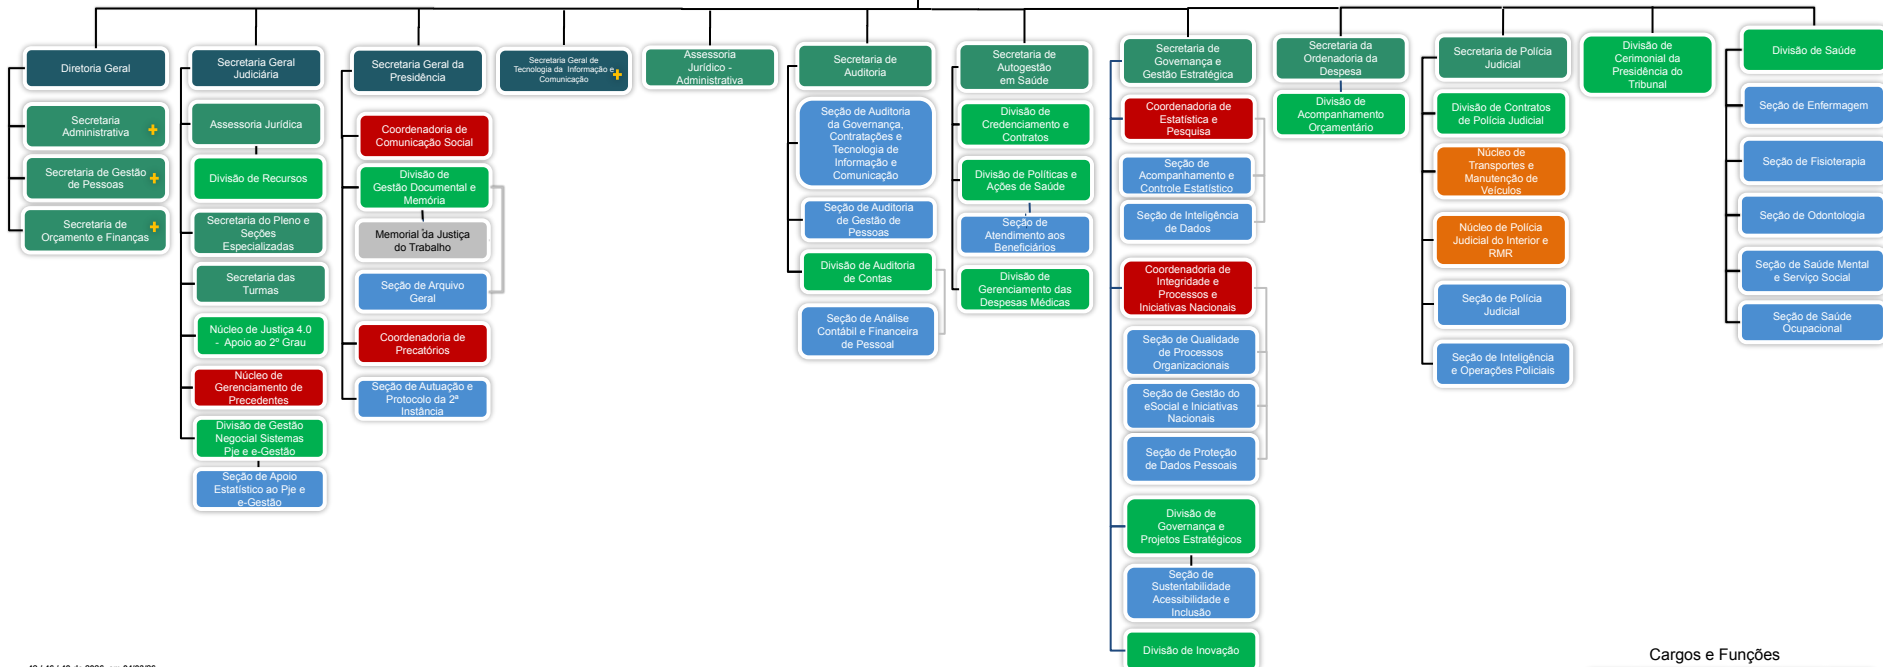 Diretoria Geral
Secretaria
Administrativa
Secretaria de Gestão
de Pessoas
Secretaria de
Orçamento e Finanças
Secretaria Geral
Judiciária
Assessoria Jurídica
Divisão de Recursos
Secretaria do Pleno e
Seções
Especializadas
Secretaria das
Turmas
Núcleo de Justiça 4.0
- Apoio ao 2º Grau
Núcleo de
Gerenciamento de
Precedentes
Divisão de Gestão
Negocial Sistemas
Pje e e-Gestão
Seção de Apoio
Estatístico ao Pje e
e-Gestão
Secretaria Geral da
Presidência
Coordenadoria de
Comunicação Social
Divisão de
Gestão Documental e
Memória
Memorial da Justiça
do Trabalho
Seção de Arquivo
Geral
Coordenadoria de
Precatórios
Seção de Autuação e
Protocolo da 2ª
Instância
Secretaria Geral de
Tecnologia da Informação e
Comunicação
Assessoria
Jurídico -
Administrativa
Secretaria de
Auditoria
Seção de Auditoria
da Governança,
Contratações e
Tecnologia de
Informação e
Comunicação
Seção de Auditoria
de Gestão de
Pessoas
Divisão de Auditoria
de Contas
Seção de Análise
Contábil e Financeira
de Pessoal
Secretaria de
Autogestão
em Saúde
Divisão de
Credenciamento e
Contratos
Divisão de Políticas e
Ações de Saúde
Seção de
Atendimento aos
Beneficiários
Divisão de
Gerenciamento das
Despesas Médicas
Secretaria de
Governança e
Gestão Estratégica
Coordenadoria de
Estatística e
Pesquisa
Seção de
Acompanhamento e
Controle Estatístico
Seção de Inteligência
de Dados
Coordenadoria de
Integridade e
Processos e
Iniciativas Nacionais
Seção de Qualidade
de Processos
Organizacionais
Seção de Gestão do
eSocial e Iniciativas
Nacionais
Seção de Proteção
de Dados Pessoais
Divisão de
Governança e
Projetos Estratégicos
Seção de
Sustentabilidade
Acessibilidade e
Inclusão
Divisão de Inovação
Secretaria da
Ordenadoria da
Despesa
Divisão de
Acompanhamento
Orçamentário
Secretaria de Polícia
Judicial
Divisão de Contratos
de Polícia Judicial
Núcleo de
Transportes e
Manutenção de
Veículos
Núcleo de Polícia
Judicial do Interior e
RMR
Seção de Polícia
Judicial
Seção de Inteligência
e Operações Policiais
Divisão de
Cerimonial da
Presidência do
Tribunal
Divisão de Saúde
Seção de Enfermagem
Seção de Fisioterapia
Seção de Odontologia
Seção de Saúde Mental
e Serviço Social
Seção de Saúde
Ocupacional
Cargos e Funções